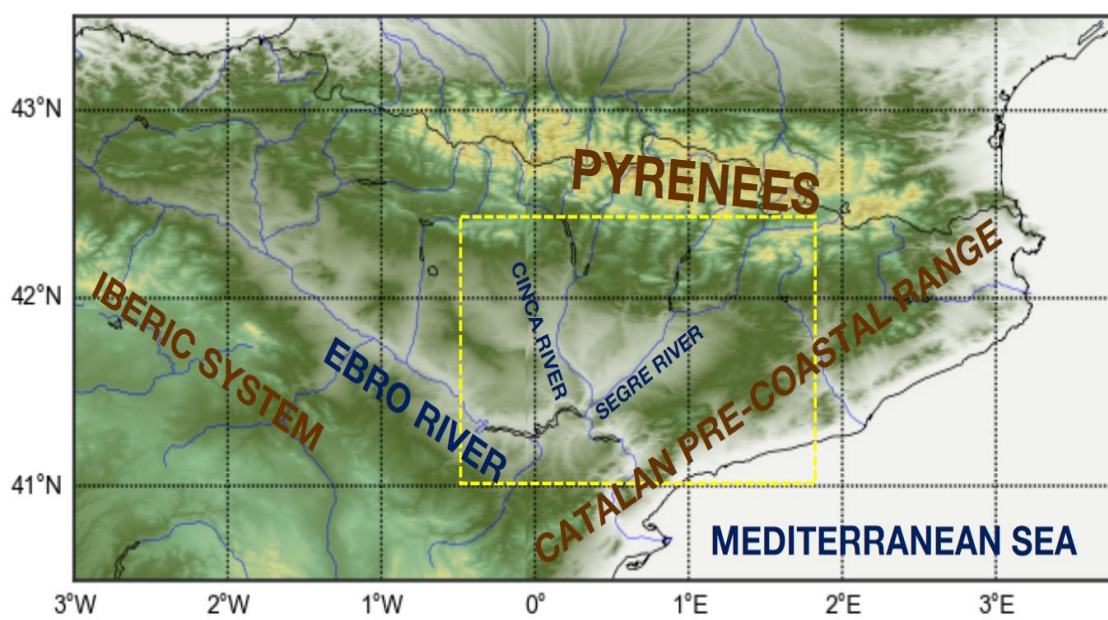 43°N
42°N
41°N
PYRENEES
IBERIC SYSTEM
EBRO RIVER
CINCA RIVER
SEGRE RIVER
CATALAN PRE-COASTAL RANGE
MEDITERRANEAN SEA
3°W 2°W 1°W 0° 1°E 2°E 3°E